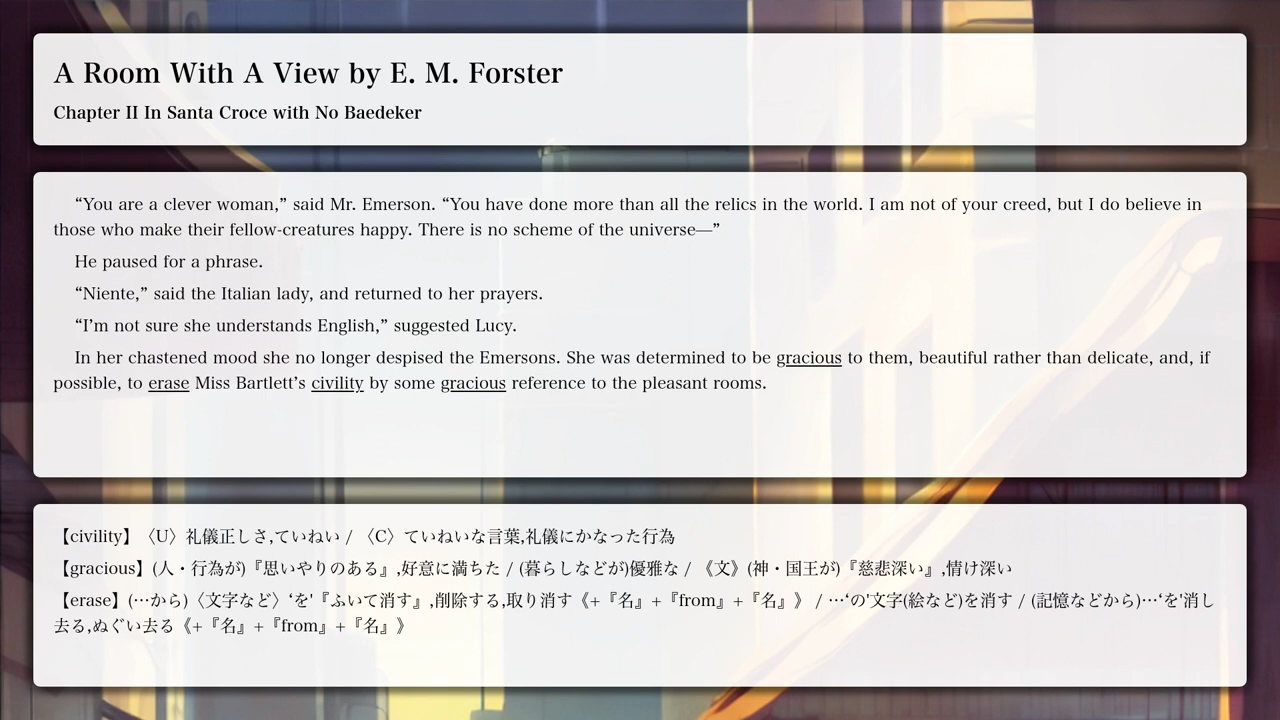 A Room With A View by E. M. Forster
Chapter II In Santa Croce with No Baedeker
“You are a clever woman,” said Mr. Emerson. “You have done more than all the relics in the world. I am not of your creed, but I do believe in
those who make their fellow-creatures happy. There is no scheme of the universe—”
He paused for a phrase.
“Niente,” said the Italian lady, and returned to her prayers.
“I’m not sure she understands English,” suggested Lucy.
In her chastened mood she no longer despised the Emersons. She was determined to be gracious to them, beautiful rather than delicate, and, if
possible, to erase Miss Bartlett’s civility by some gracious reference to the pleasant rooms.
【civility】〈U〉礼儀正しさ,ていねい / 〈C〉ていねいな言葉,礼儀にかなった行為
【gracious】(人・行為が)『思いやりのある』,好意に満ちた / (暮らしなどが)優雅な / 《文》(神・国王が)『慈悲深い』,情け深い
【erase】(…から)〈文字など〉‘を'『ふいて消す』,削除する,取り消す《+『名』+『from』+『名』》 / …‘の'文字(絵など)を消す / (記憶などから)…‘を'消し
去る,ぬぐい去る《+『名』+『from』+『名』》